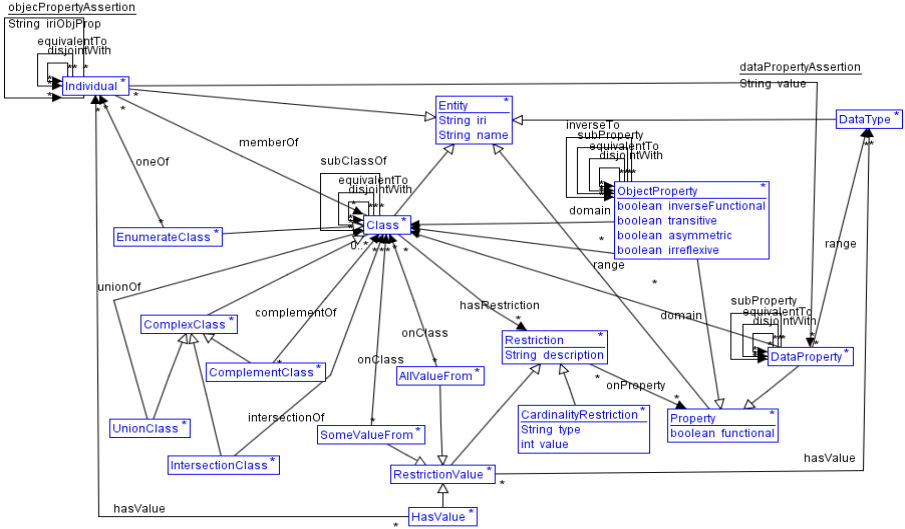 objecPropertyAssertion
String iriObjProp
equivalentTo
disjointWith
**
*
*
*
Individual *
*
*
*
*
*
dataPropertyAssertion
String value
Entity *
String iri
String name
DataType *
**
inverseTo
subProperty
equivalentTo
disjointWith
ObjectProperty *
boolean inverseFunctional
boolean transitive
boolean asymmetric
boolean irreflexive
memberOf
oneOf
subClassOf
equivalentTo
disjointWith
Class *
0..*
domain
*
range
*
range
EnumerateClass *
unionOf
complementOf
ComplexClass *
hasRestriction
*
onClass
onClass
domain
subProperty
equivalentTo
disjointWith
DataProperty *
Restriction *
String description
*
onProperty
*
ComplementClass *
AllValueFrom *
CardinalityRestriction *
String type
int value
Property *
boolean functional
UnionClass *
intersectionOf
SomeValueFrom *
IntersectionClass *
RestrictionValue *
*
hasValue
hasValue
HasValue *
*